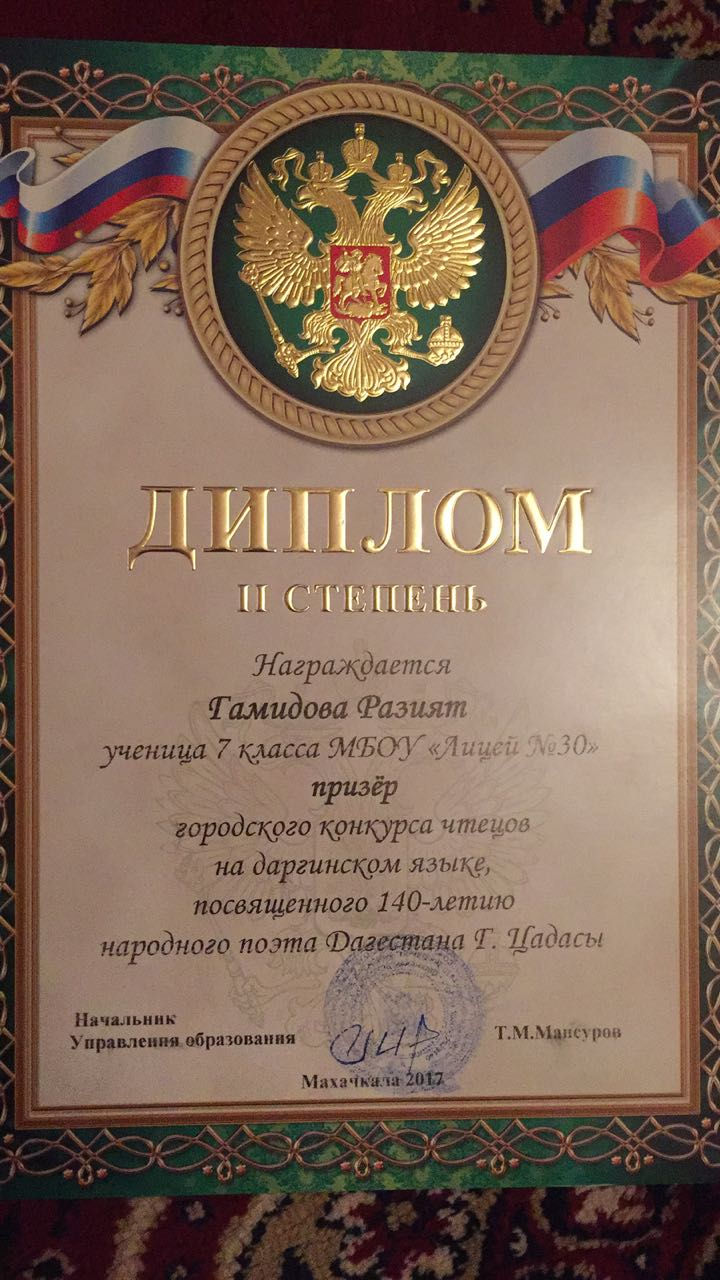 ДИПЛОМ
II СТЕПЕНЬ
Награждается
Гамидова Разият
ученица 7 класса МБОУ «Лицей №30»
призёр
городского конкурса чтецов
на даргинском языке,
посвященного 140-летию
народного поэта Дагестана Г. Цадасы
Начальник
Управления образования
Т.М.Мансуров
Махачкала 2017